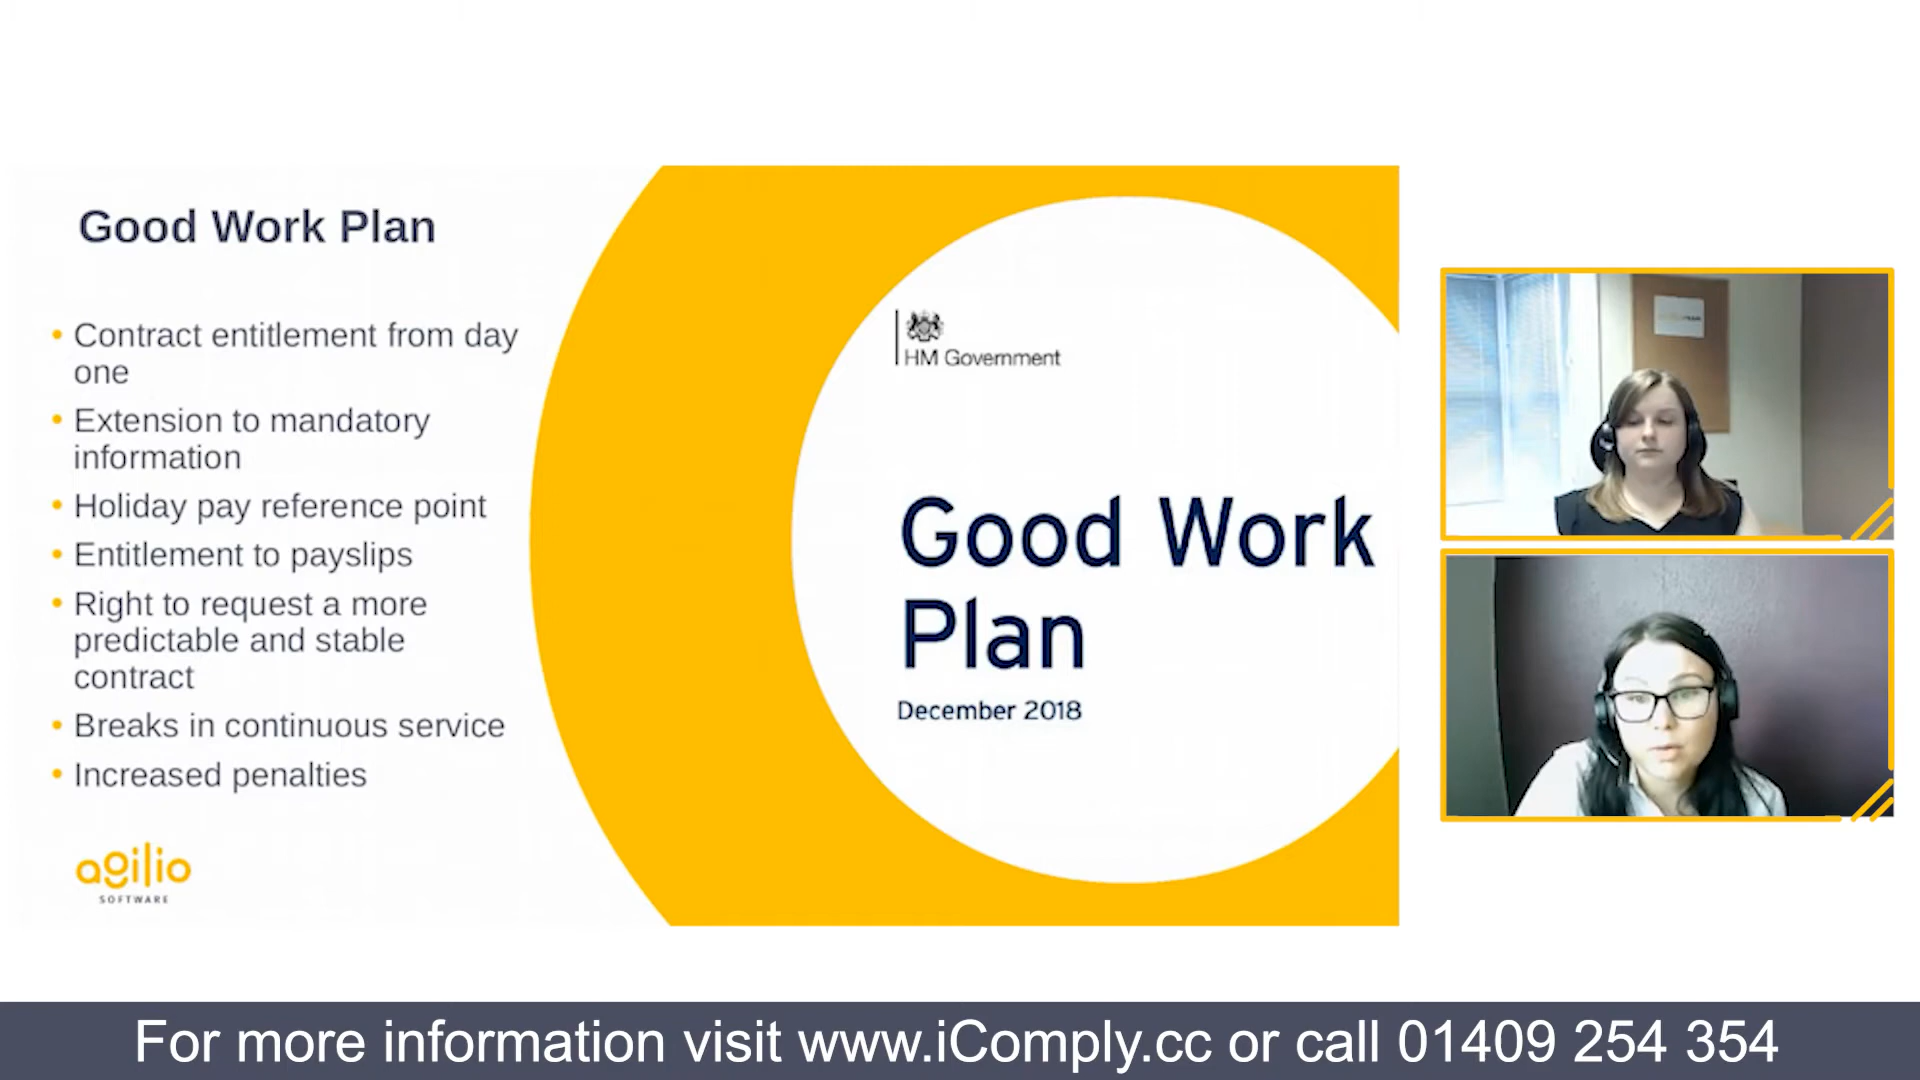 Good Work Plan
• Contract entitlement from day
one
• Extension to mandatory
information
• Holiday pay reference point
• Entitlement to payslips
• Right to request a more
predictable and stable
contract
• Breaks in continuous service
• Increased penalties
agilio
SOFTWARE
HM Government
Good Work
Plan
December 2018
For more information visit www.iComply.cc or call 01409 254 354